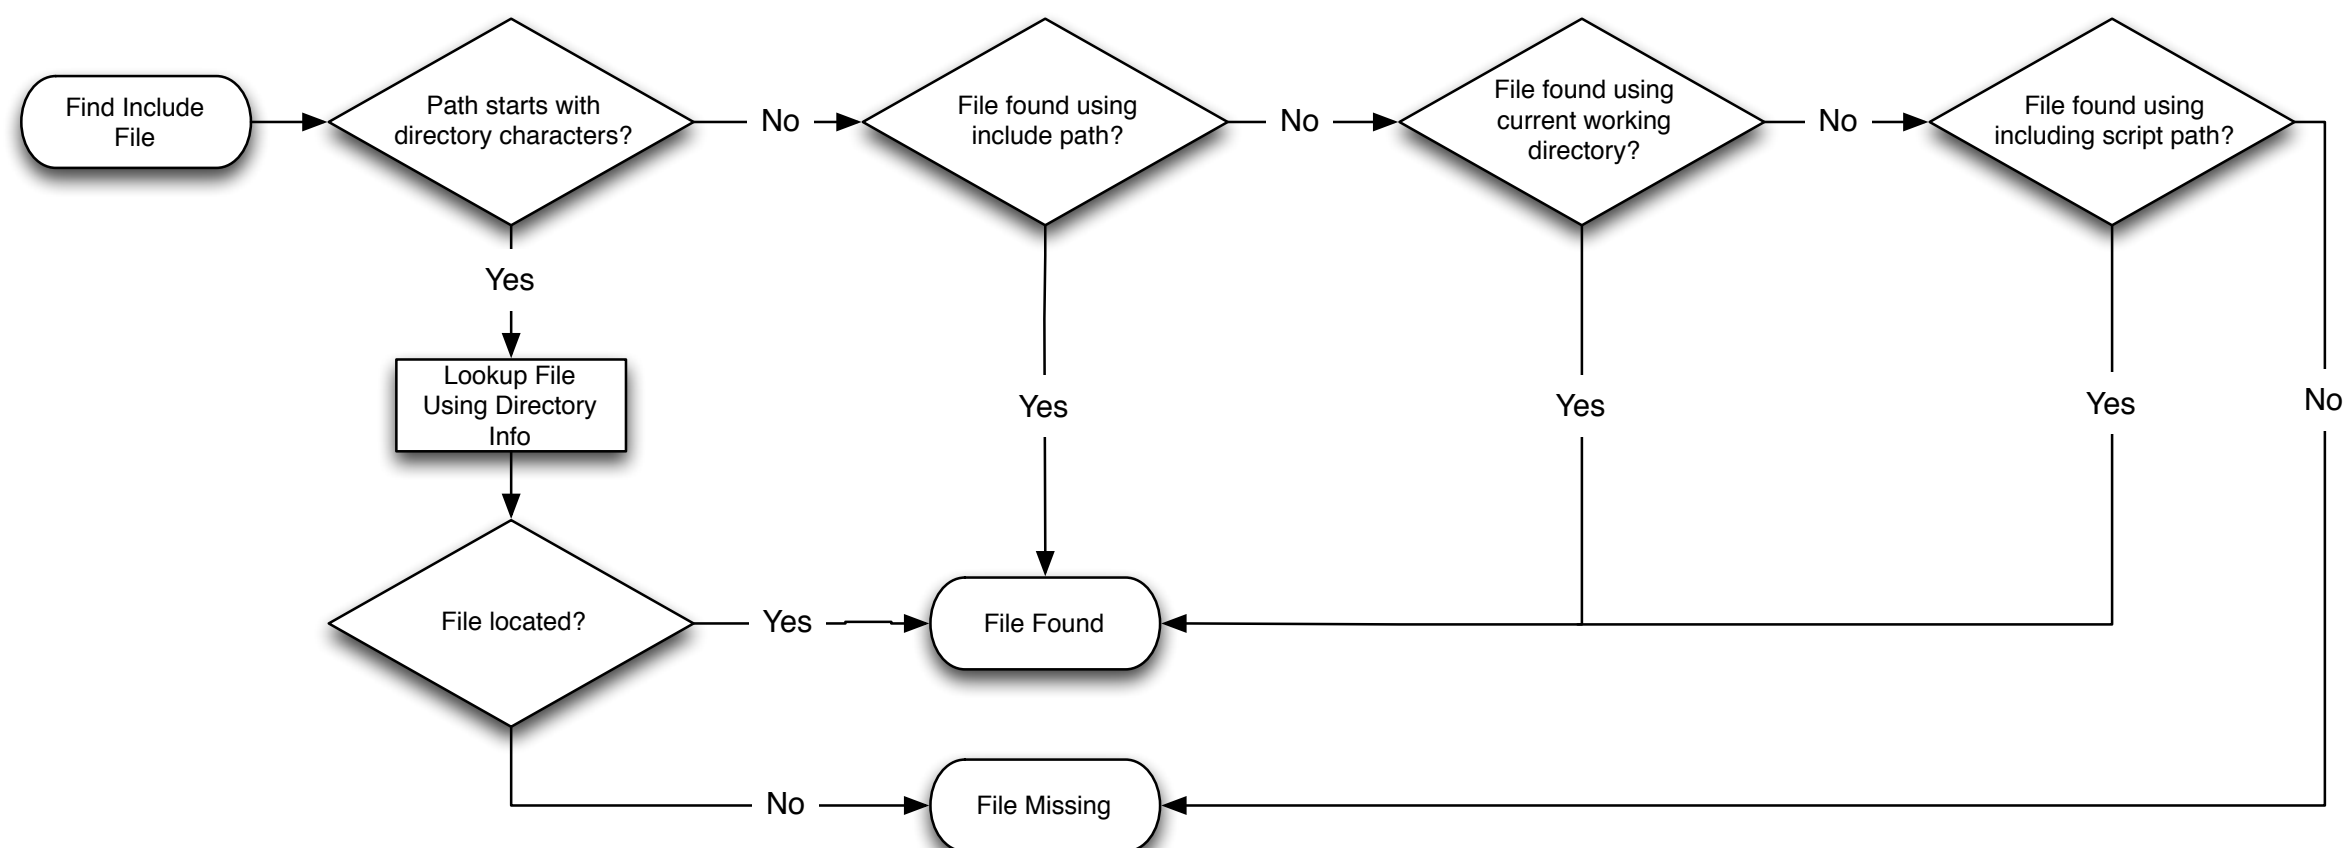 Find Include
File
Path starts with
directory characters?
No
File found using
include path?
No
File found using
current working
directory?
No
File found using
including script path?
Yes
Lookup File
Using Directory
Info
Yes
Yes
Yes
No
File located?
Yes
File Found
No
File Missing